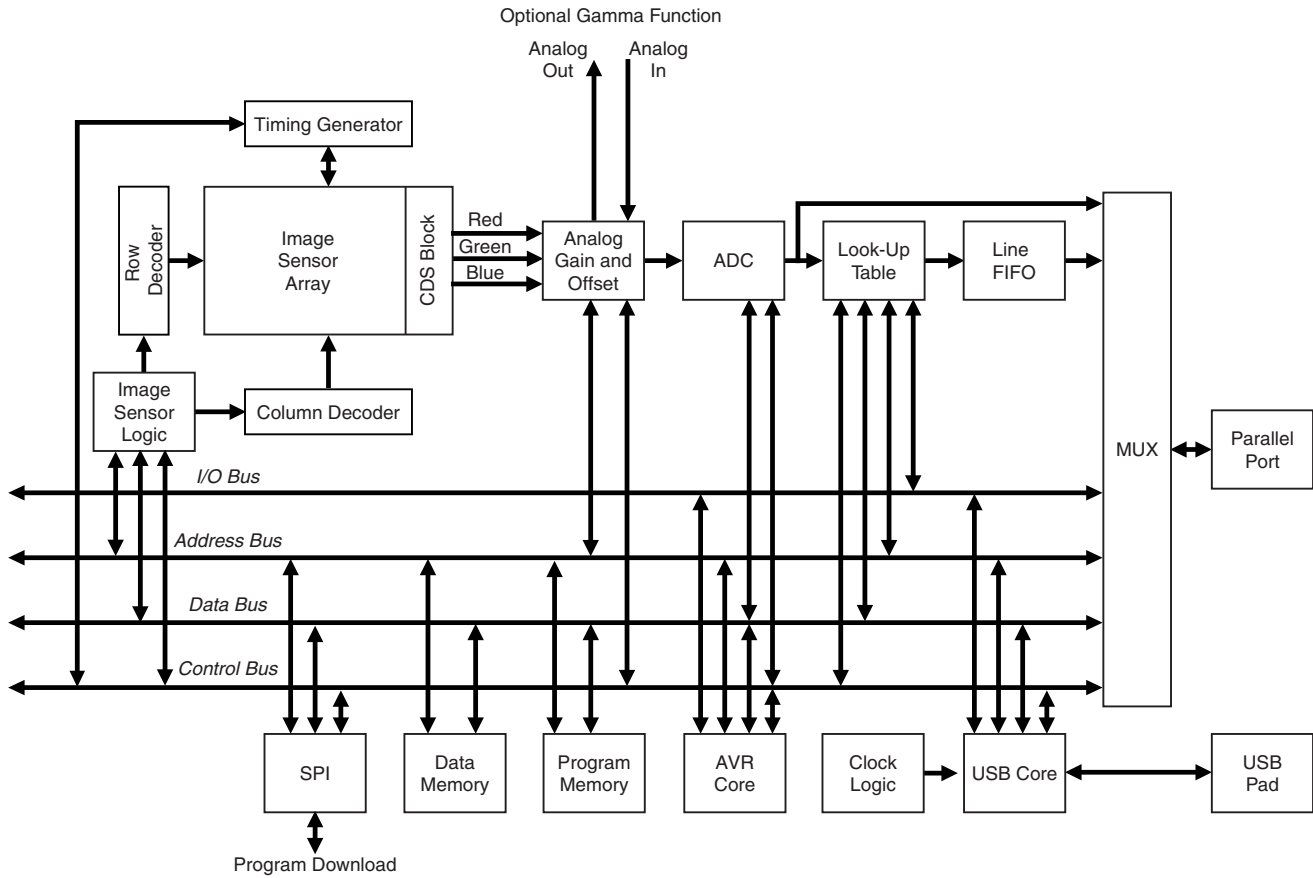 Optional Gamma Function
Analog
Out
Analog
In
Timing Generator
Row
Decoder
Image
Sensor
Array
CDS Block
Red
Green
Blue
Analog
Gain and
Offset
ADC
Look-Up
Table
Line
FIFO
Image
Sensor
Logic
Column Decoder
MUX
Parallel
Port
I/O Bus
Address Bus
Data Bus
Control Bus
SPI
Data
Memory
Program
Memory
AVR
Core
Clock
Logic
USB Core
USB
Pad
Program Download